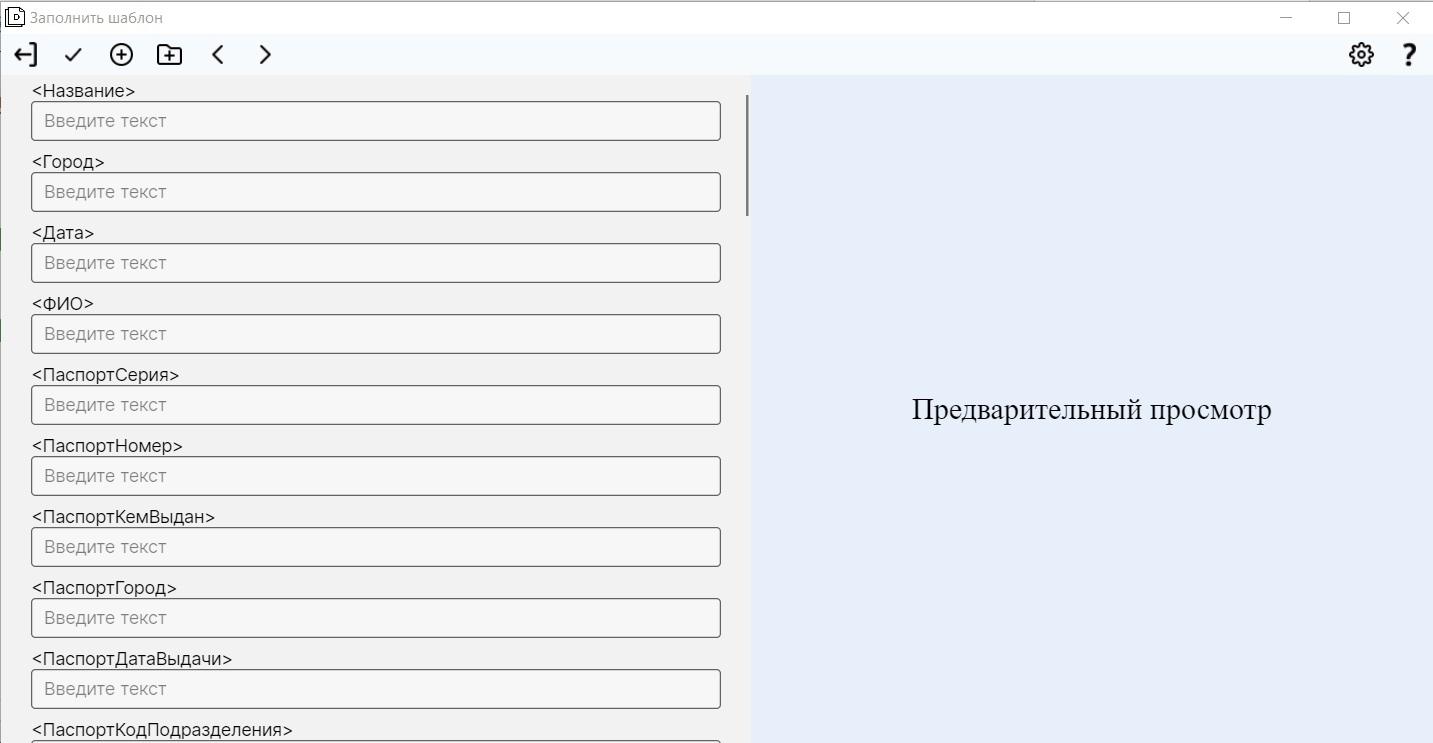 Заполнить шаблон
<Название>
Введите текст
<Город>
Введите текст
<Дата>
Введите текст
<ФИО>
Введите текст
<ПаспортСерия>
Введите текст
<ПаспортНомер>
Введите текст
<ПаспортКемВыдан>
Введите текст
<ПаспортГород>
Введите текст
<ПаспортДатаВыдачи>
Введите текст
<ПаспортКодПодразделения>
Предварительный просмотр